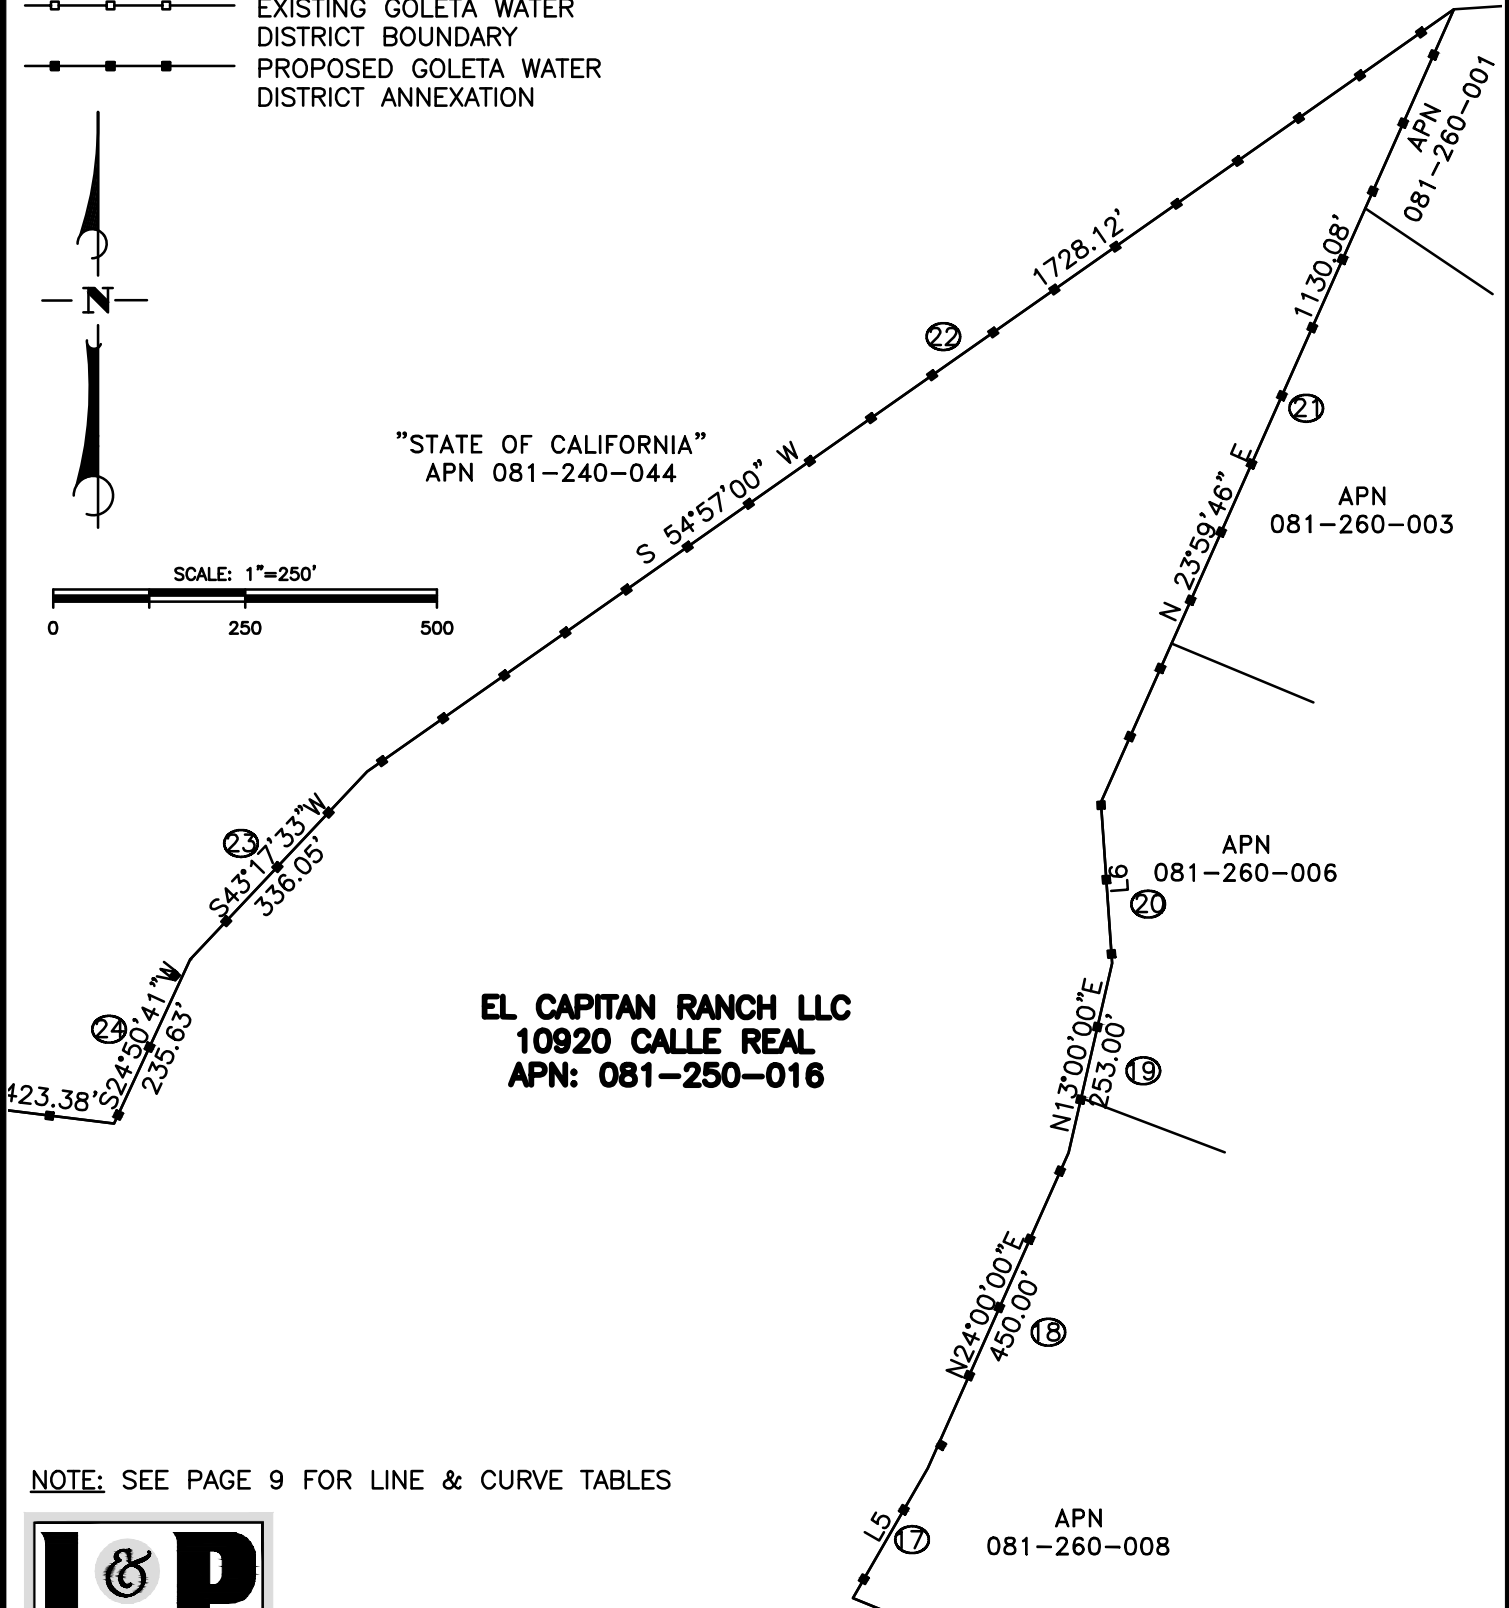 EXISTING GOLETA WATER
DISTRICT BOUNDARY
PROPOSED GOLETA WATER
DISTRICT ANNEXATION
N
SCALE: 1"=250'
0 250 500
"STATE OF CALIFORNIA"
APN 081-240-044
1728.12'
22
S 54°57'00" W
APN
081-260-001
1130.08'
21
N 23°59'46" E
APN
081-260-003
23
S43°17'33"W
336.05'
APN
081-260-006
L6
20
24
S24°50'41"W
235.63'
423.38'
EL CAPITAN RANCH LLC
10920 CALLE REAL
APN: 081-250-016
N13°00'00"E
253.00'
19
N24°00'00"E
450.00'
18
NOTE: SEE PAGE 9 FOR LINE & CURVE TABLES
L5
17
APN
081-260-008
&P